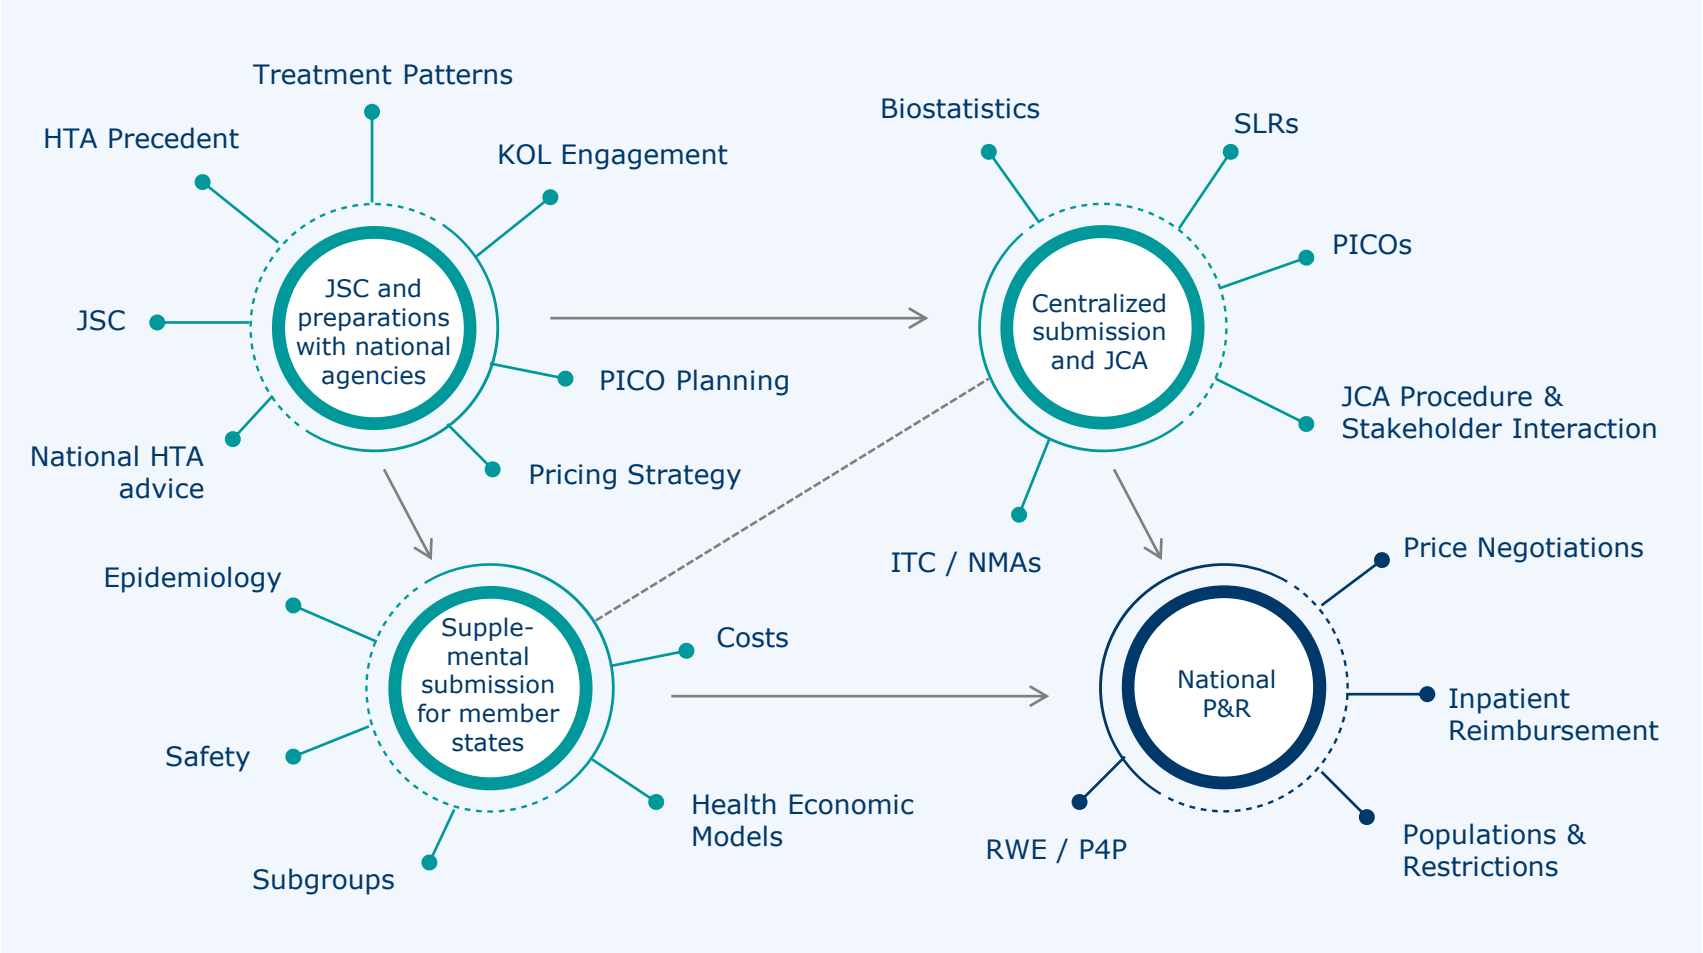 Treatment Patterns
HTA Precedent
KOL Engagement
JSC
JSC and
preparations
with national
agencies
PICO Planning
National HTA
advice
Pricing Strategy
Biostatistics
SLRs
PICOs
Centralized
submission
and JCA
JCA Procedure &
Stakeholder Interaction
ITC / NMAs
Epidemiology
Supple-
mental
submission
for member
states
Costs
Safety
Health Economic
Models
Subgroups
Price Negotiations
National
P&R
Inpatient
Reimbursement
RWE / P4P
Populations &
Restrictions